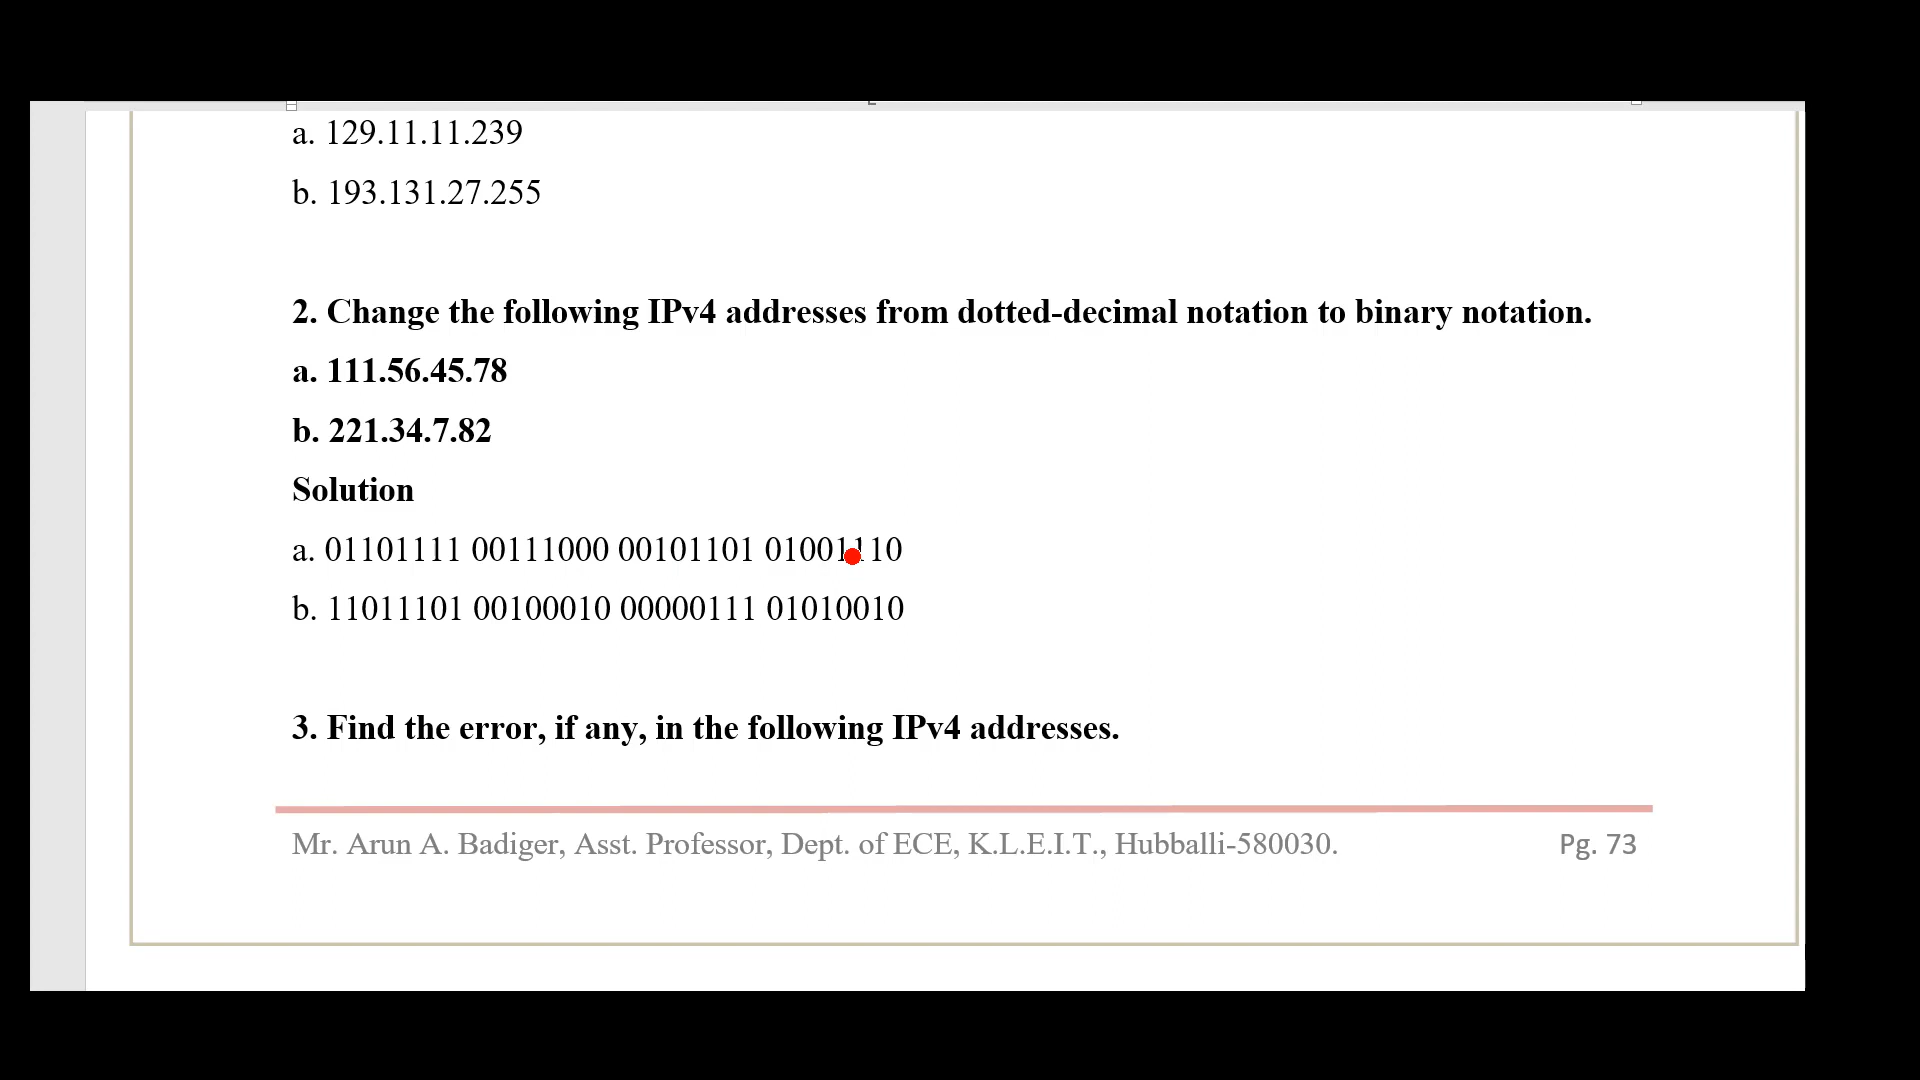 a. 129.11.11.239
b. 193.131.27.255
2. Change the following IPv4 addresses from dotted-decimal notation to binary notation.
a. 111.56.45.78
b. 221.34.7.82
Solution
a. 01101111 00111000 00101101 01001110
b. 11011101 00100010 00000111 01010010
3. Find the error, if any, in the following IPv4 addresses.
Mr. Arun A. Badiger, Asst. Professor, Dept. of ECE, K.L.E.I.T., Hubballi-580030. Pg. 73